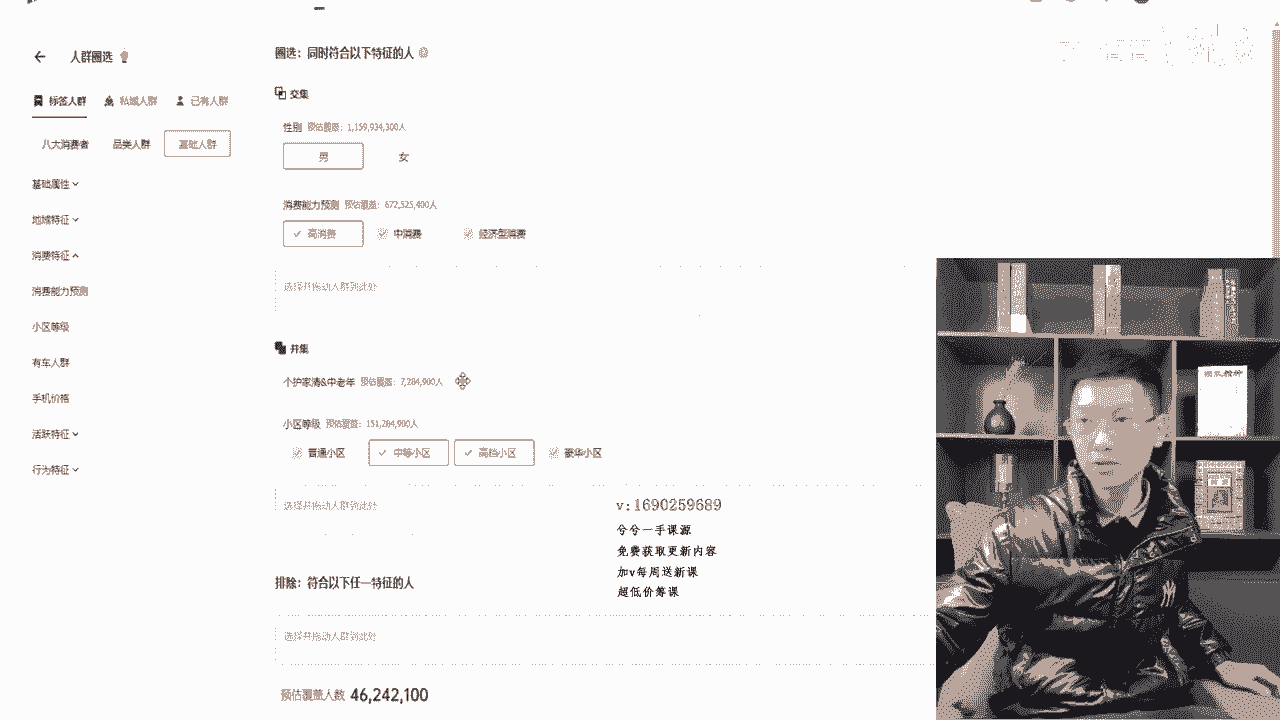 人群圈选
标签人群 私域人群 已有人群
八大消费者 品类人群 基础人群
基础属性
地域特征
消费特征
消费能力预测
小区等级
有车人群
手机价格
活跃特征
行为特征
圈选：同时符合以下特征的人
交集
性别 预估覆盖：1,159,934,300人
男 女
消费能力预测 预估覆盖：672,525,400人
高消费 中消费 经济型消费
选择并拖动人群到此处
并集
个护家清&中老年 预估覆盖：7,284,900人
小区等级 预估覆盖：151,284,900人
普通小区 中等小区 高档小区 豪华小区
选择并拖动人群到此处
v:1690259689
兮兮一手课源
免费获取更新内容
加v每周送新课
超低价筹课
排除：符合以下任一特征的人
选择并拖动人群到此处
预估覆盖人数 46,242,100